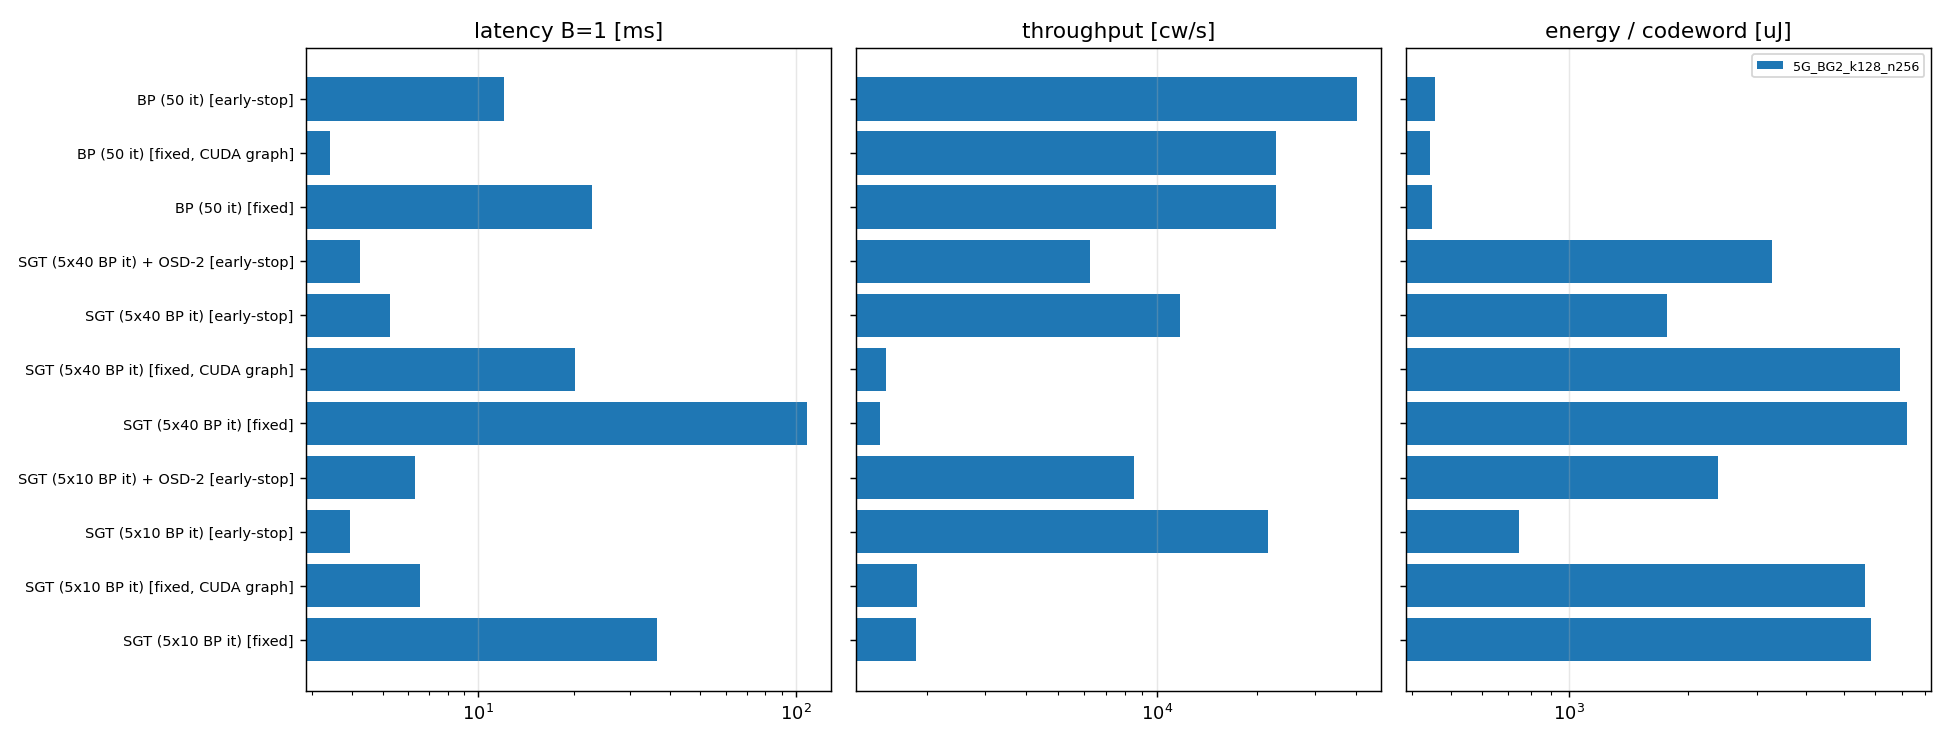 latency B=1 [ms]
throughput [cw/s]
energy / codeword [uJ]
5G_BG2_k128_n256
BP (50 it) [early-stop]
BP (50 it) [fixed, CUDA graph]
BP (50 it) [fixed]
SGT (5x40 BP it) + OSD-2 [early-stop]
SGT (5x40 BP it) [early-stop]
SGT (5x40 BP it) [fixed, CUDA graph]
SGT (5x40 BP it) [fixed]
SGT (5x10 BP it) + OSD-2 [early-stop]
SGT (5x10 BP it) [early-stop]
SGT (5x10 BP it) [fixed, CUDA graph]
SGT (5x10 BP it) [fixed]
10¹
10²
10⁴
10³